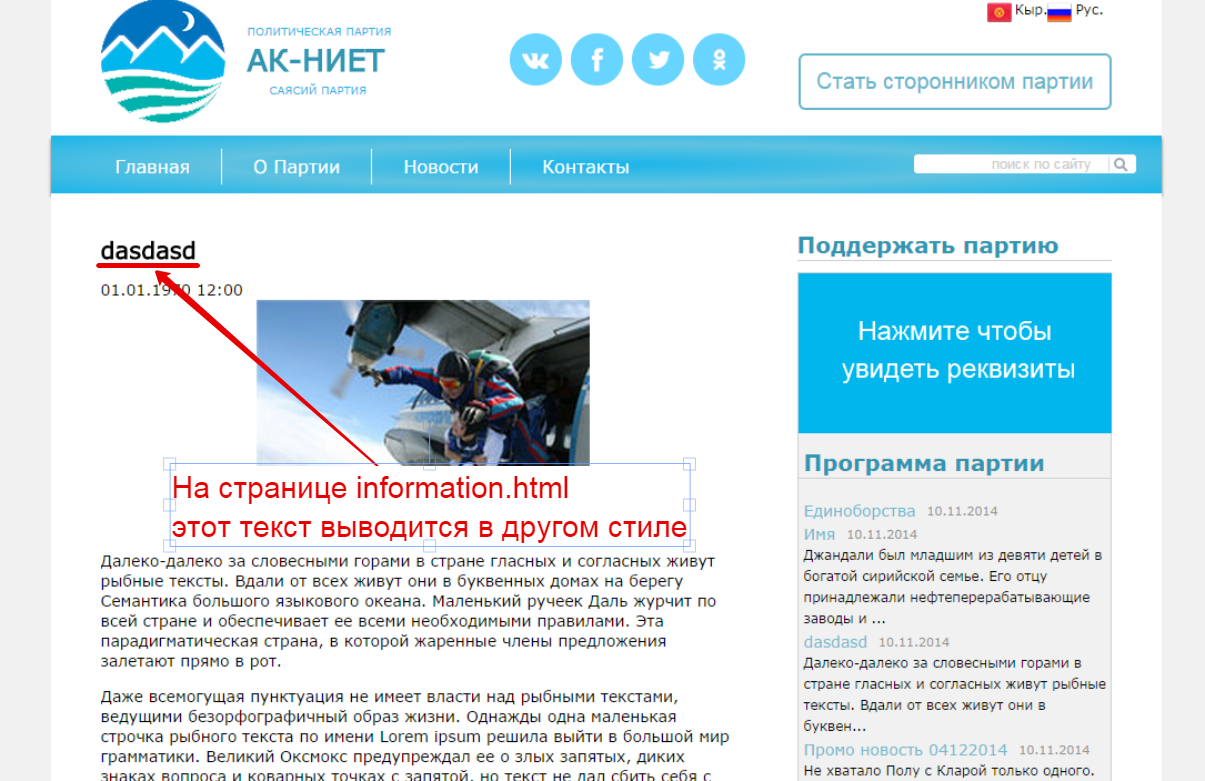 ПОЛИТИЧЕСКАЯ ПАРТИЯ
АК-НИЕТ
САЯСИЙ ПАРТИЯ
Кыр. Рус.
Стать сторонником партии
Главная
О Партии
Новости
Контакты
поиск по сайту
dasdasd
01.01.1970 12:00
На странице information.html
этот текст выводится в другом стиле
Далеко-далеко за словесными горами в стране гласных и согласных живут
рыбные тексты. Вдали от всех живут они в буквенных домах на берегу
Семантика большого языкового океана. Маленький ручеек Даль журчит по
всей стране и обеспечивает ее всеми необходимыми правилами. Эта
парадигматическая страна, в которой жаренные члены предложения
залетают прямо в рот.
Даже всемогущая пунктуация не имеет власти над рыбными текстами,
ведущими безорфографичный образ жизни. Однажды одна маленькая
строчка рыбного текста по имени Lorem ipsum решила выйти в большой мир
грамматики. Великий Оксмокс предупреждал ее о злых запятых, диких
знаках вопроса и коварных точках с запятой, но текст не дал сбить себя с
Поддержать партию
Нажмите чтобы
увидеть реквизиты
Программа партии
Единоборства 10.11.2014
Имя 10.11.2014
Джандали был младшим из девяти детей в
богатой сирийской семье. Его отцу
принадлежали нефтеперерабатывающие
заводы и ...
dasdasd 10.11.2014
Далеко-далеко за словесными горами в
стране гласных и согласных живут рыбные
тексты. Вдали от всех живут они в
буквен...
Промо новость 04122014 10.11.2014
Не хватало Полу с Кларой только одного.